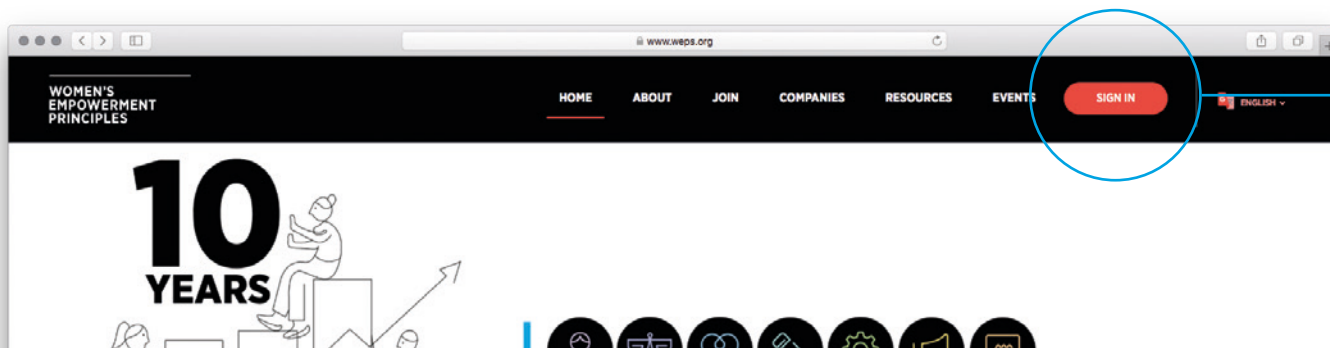 www.weps.org
WOMEN'S
EMPOWERMENT
PRINCIPLES
HOME ABOUT JOIN COMPANIES RESOURCES EVENTS SIGN IN ENGLISH
10
YEARS